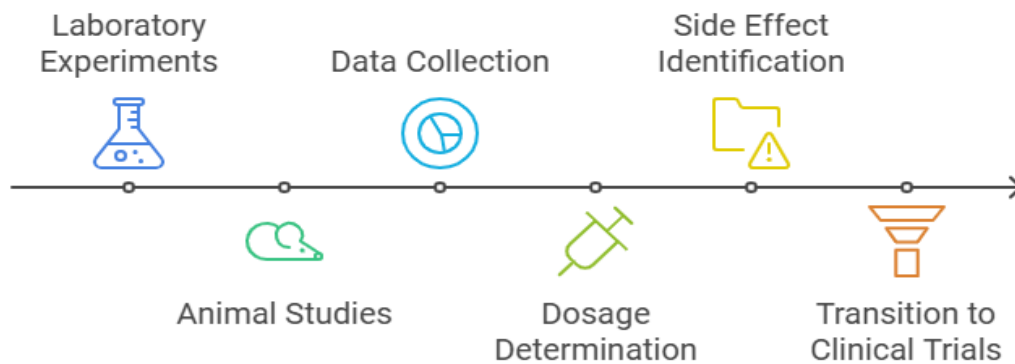 Laboratory
Experiments
Data Collection
Side Effect
Identification
Animal Studies
Dosage
Determination
Transition to
Clinical Trials